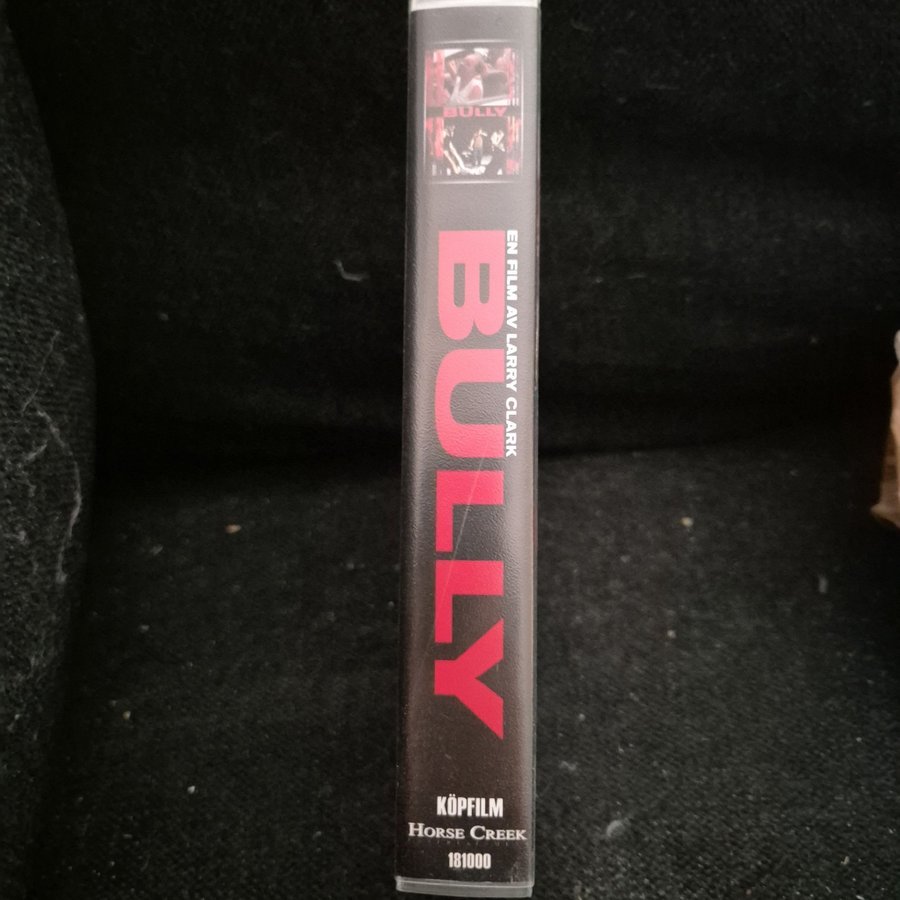 BULLY
EN FILM AV LARRY CLARK
BULLY
KÖPFILM
HORSE CREEK
181000